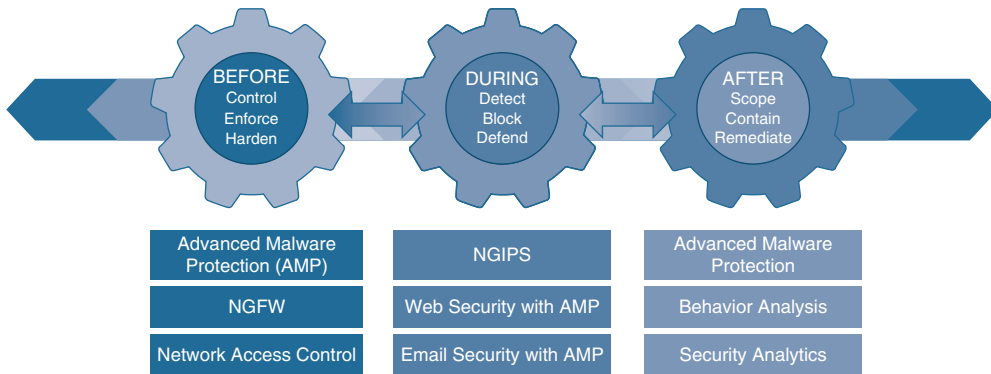 BEFORE
Control
Enforce
Harden
DURING
Detect
Block
Defend
AFTER
Scope
Contain
Remediate
Advanced Malware
Protection (AMP)
NGFW
Network Access Control
NGIPS
Web Security with AMP
Email Security with AMP
Advanced Malware
Protection
Behavior Analysis
Security Analytics